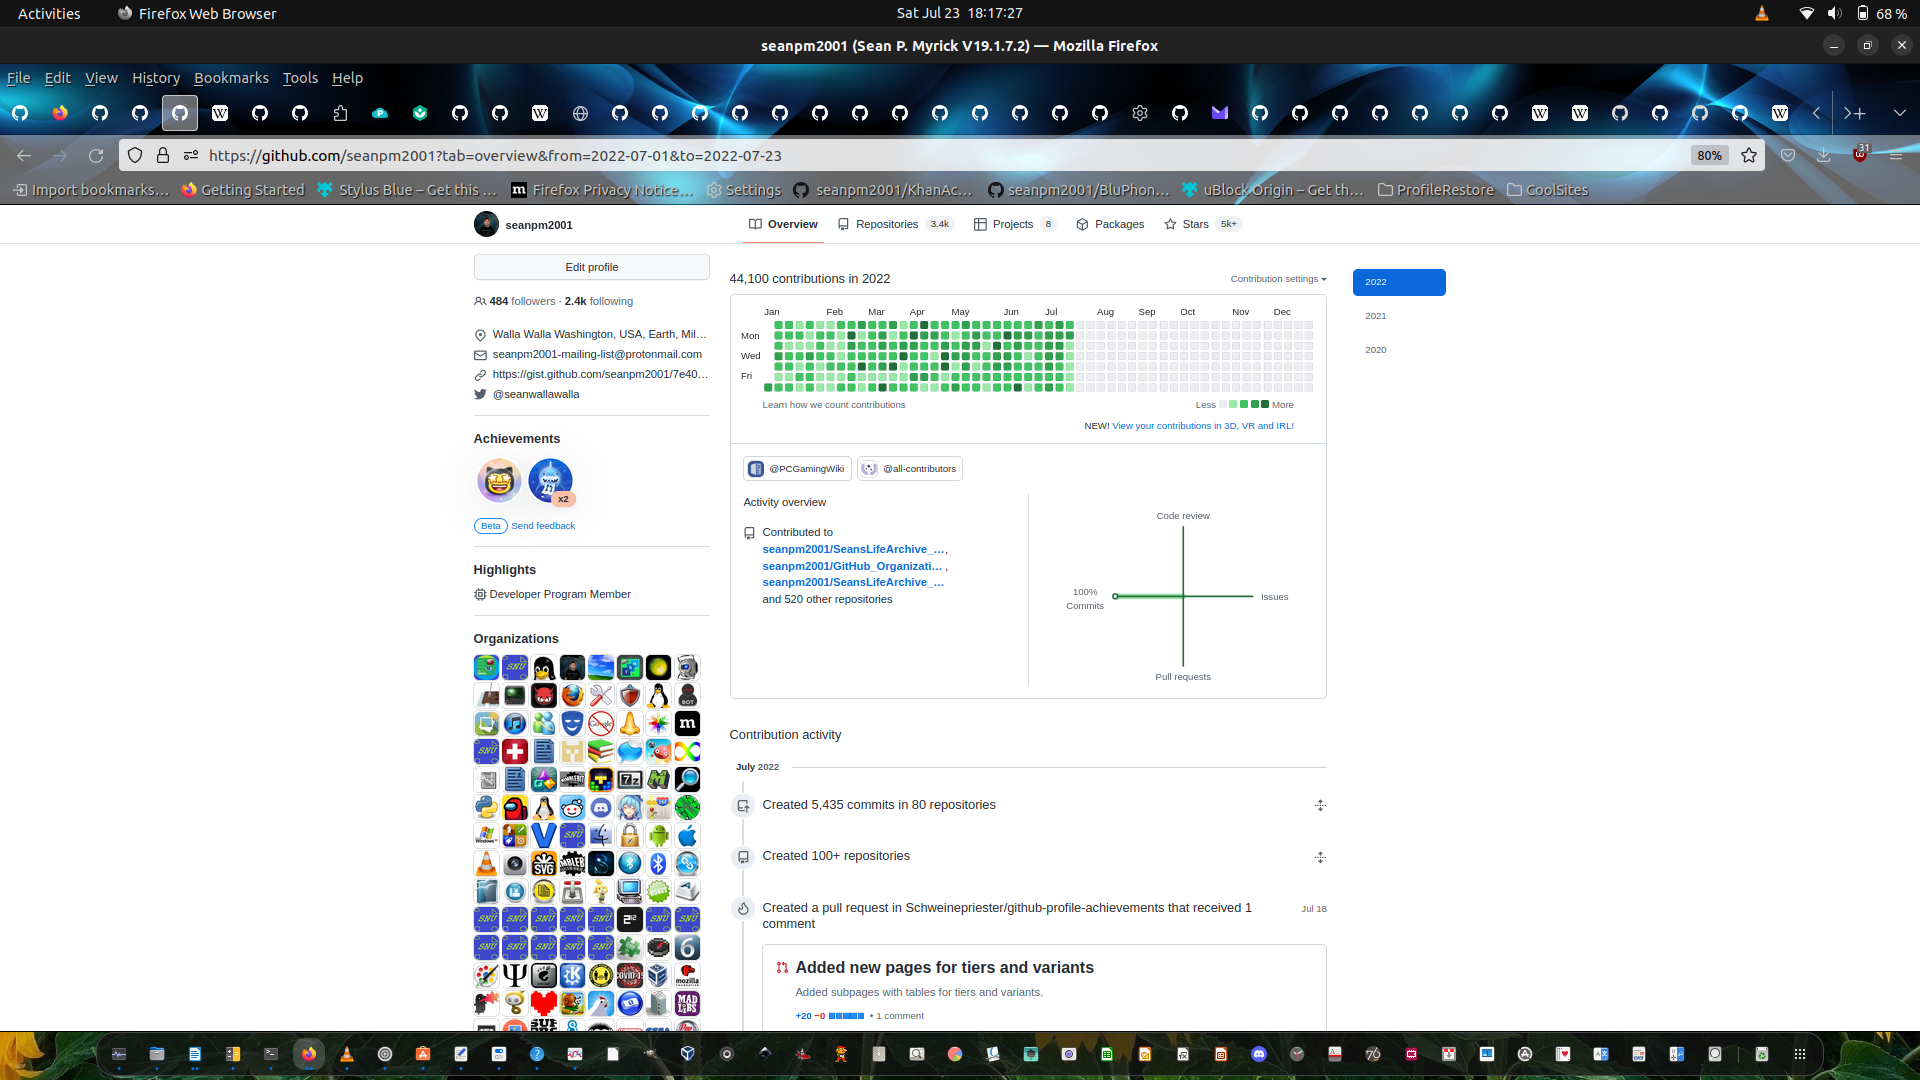 Activities
Firefox Web Browser
Sat Jul 23  18:17:27
68 %
seanpm2001 (Sean P. Myrick V19.1.7.2) — Mozilla Firefox
File Edit View History Bookmarks Tools Help
https://github.com/seanpm2001?tab=overview&from=2022-07-01&to=2022-07-23
80%
31
Import bookmarks…
Getting Started
Stylus Blue – Get this …
Firefox Privacy Notice…
Settings
seanpm2001/KhanAc…
seanpm2001/BluPhon…
uBlock Origin – Get th…
ProfileRestore
CoolSites
seanpm2001
Overview
Repositories 3.4k
Projects 8
Packages
Stars 5k+
Edit profile
484 followers · 2.4k following
Walla Walla Washington, USA, Earth, Mil…
seanpm2001-mailing-list@protonmail.com
https://gist.github.com/seanpm2001/7e40…
@seanwallawalla
Achievements
x2
Beta Send feedback
Highlights
Developer Program Member
Organizations
44,100 contributions in 2022
Contribution settings
2022
2021
2020
Jan Feb Mar Apr May Jun Jul Aug Sep Oct Nov Dec
Mon
Wed
Fri
Learn how we count contributions
Less More
NEW! View your contributions in 3D, VR and IRL!
@PCGamingWiki
@all-contributors
Activity overview
Contributed to
seanpm2001/SeansLifeArchive_…,
seanpm2001/GitHub_Organizati… ,
seanpm2001/SeansLifeArchive_…
and 520 other repositories
Code review
100%
Commits
Issues
Pull requests
Contribution activity
July 2022
Created 5,435 commits in 80 repositories
Created 100+ repositories
Created a pull request in Schweinepriester/github-profile-achievements that received 1
comment
Jul 18
Added new pages for tiers and variants
Added subpages with tables for tiers and variants.
+20 −0 • 1 comment